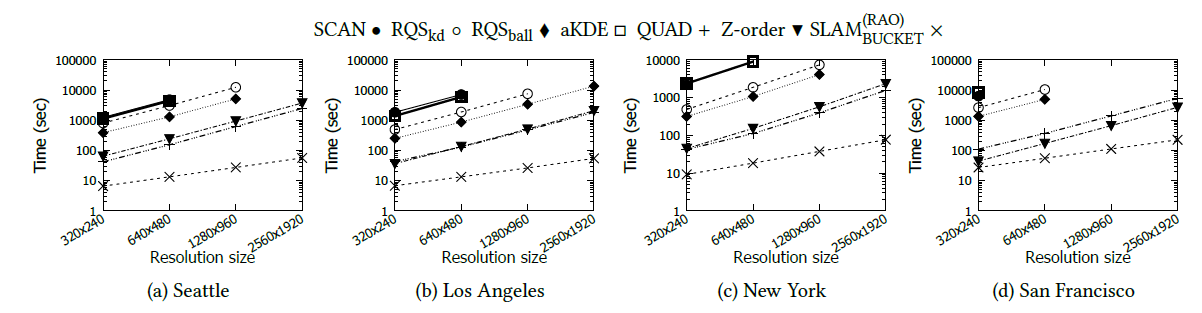 SCAN ● RQSkd ○ RQSball ♦ aKDE □ QUAD + Z-order ▼ SLAM(RAO)BUCKET ×
Time (sec)
100000
10000
1000
100
10
1
320x240
640x480
1280x960
2560x1920
Resolution size
(a) Seattle
Time (sec)
100000
10000
1000
100
10
1
320x240
640x480
1280x960
2560x1920
Resolution size
(b) Los Angeles
Time (sec)
10000
1000
100
10
1
320x240
640x480
1280x960
2560x1920
Resolution size
(c) New York
Time (sec)
100000
10000
1000
100
10
1
320x240
640x480
1280x960
2560x1920
Resolution size
(d) San Francisco